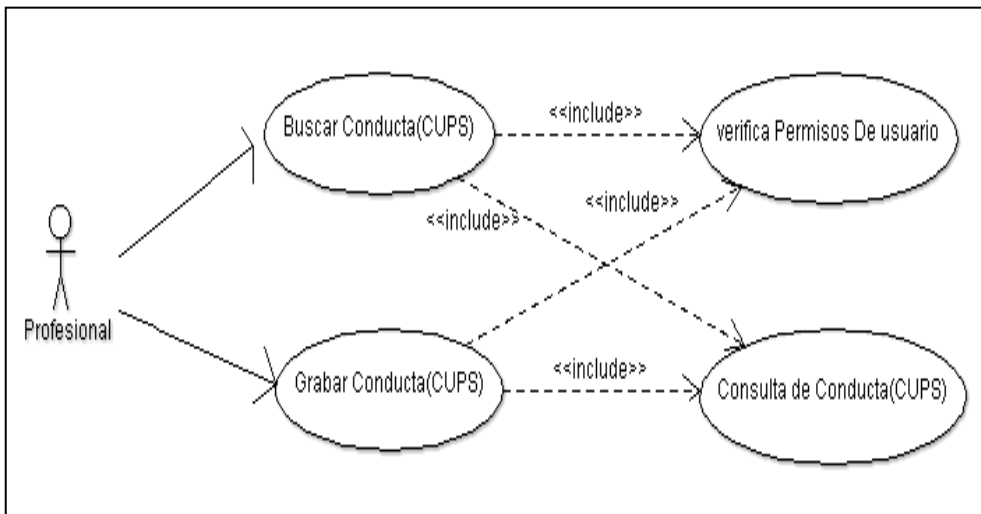 Buscar Conducta(CUPS)
<<include>>
verifica Permisos De usuario
<<include>>
<<include>>
Profesional
Grabar Conducta(CUPS)
<<include>>
Consulta de Conducta(CUPS)